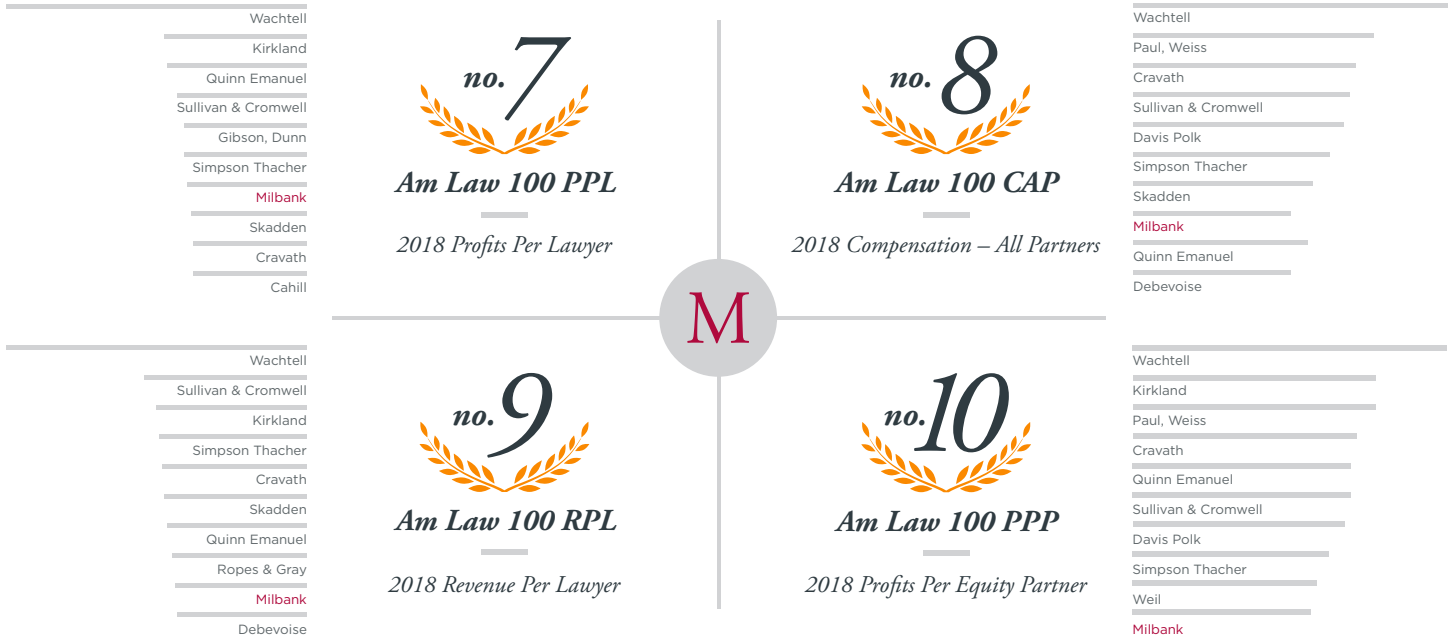 Wachtell
Kirkland
Quinn Emanuel
Sullivan & Cromwell
Gibson, Dunn
Simpson Thacher
Milbank
Skadden
Cravath
Cahill
no. 7
Am Law 100 PPL
2018 Profits Per Lawyer
no. 8
Am Law 100 CAP
2018 Compensation – All Partners
Wachtell
Paul, Weiss
Cravath
Sullivan & Cromwell
Davis Polk
Simpson Thacher
Skadden
Milbank
Quinn Emanuel
Debevoise
M
Wachtell
Sullivan & Cromwell
Kirkland
Simpson Thacher
Cravath
Skadden
Quinn Emanuel
Ropes & Gray
Milbank
Debevoise
no. 9
Am Law 100 RPL
2018 Revenue Per Lawyer
no. 10
Am Law 100 PPP
2018 Profits Per Equity Partner
Wachtell
Kirkland
Paul, Weiss
Cravath
Quinn Emanuel
Sullivan & Cromwell
Davis Polk
Simpson Thacher
Weil
Milbank